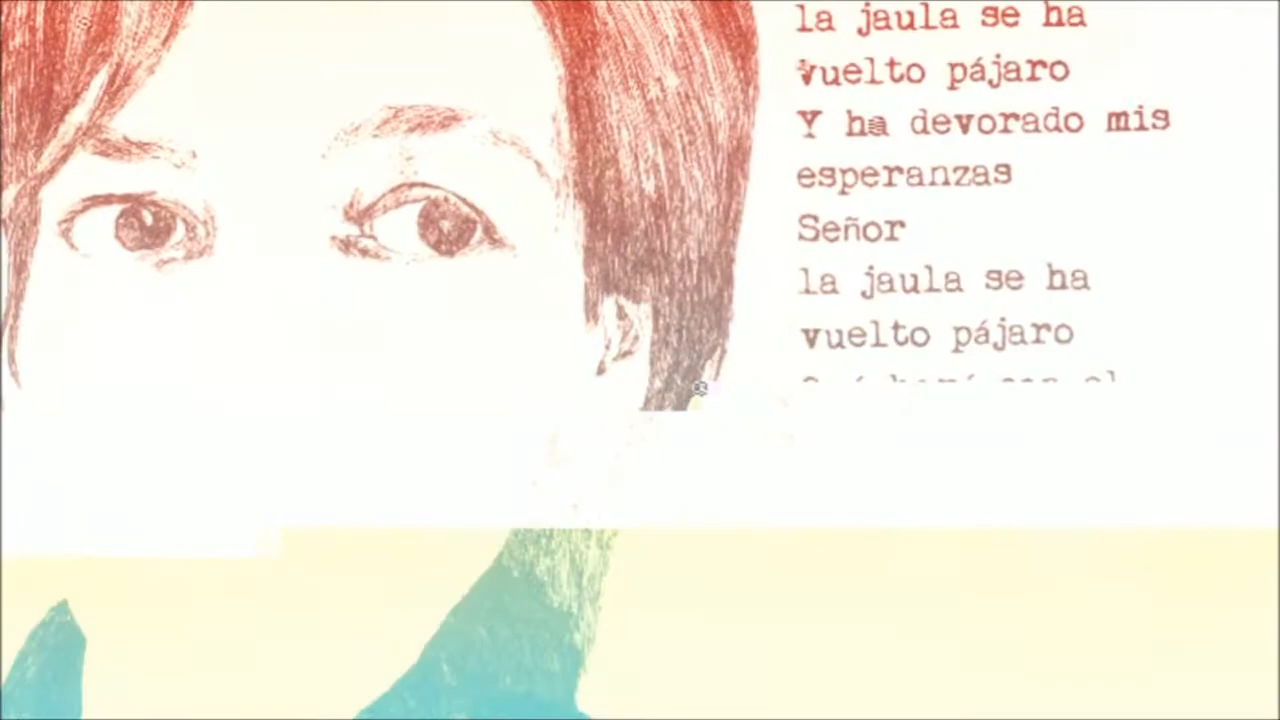 la jaula se ha
vuelto pájaro
Y ha devorado mis
esperanzas
Señor
la jaula se ha
vuelto pájaro